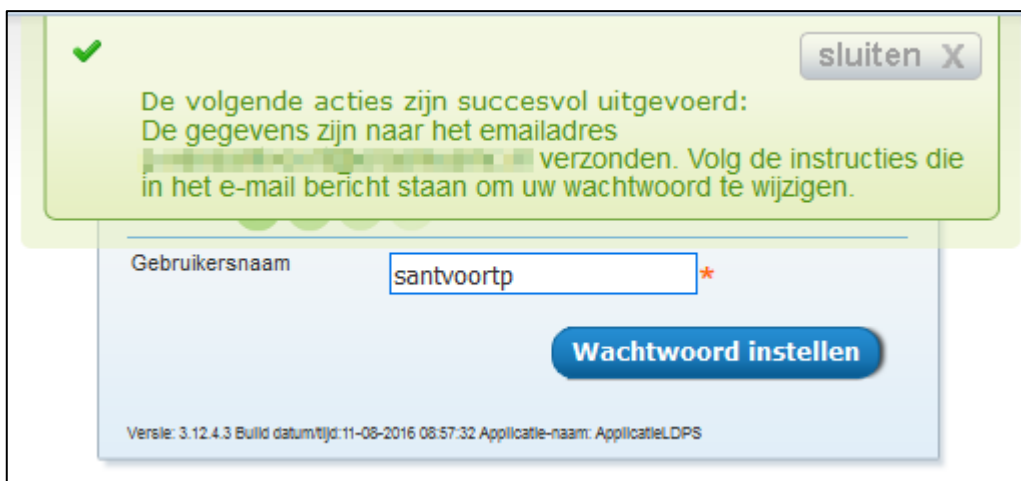 sluiten X
De volgende acties zijn succesvol uitgevoerd:
De gegevens zijn naar het emailadres
verzonden. Volg de instructies die
in het e-mail bericht staan om uw wachtwoord te wijzigen.
Gebruikersnaam santvoortp *
Wachtwoord instellen
Versie: 3.12.4.3 Build datum/tijd:11-08-2016 08:57:32 Applicatie-naam: ApplicatieLDPS